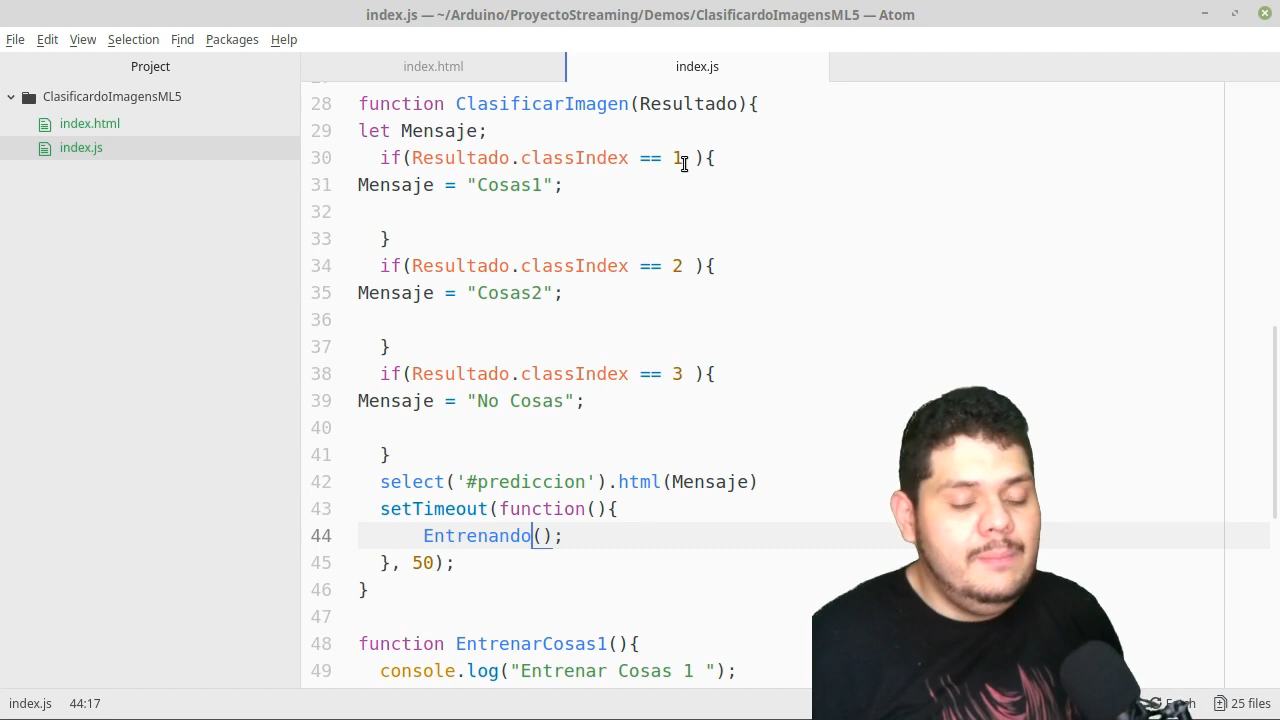 index.js — ~/Arduino/ProyectoStreaming/Demos/ClasificardoImagensML5 — Atom
File Edit View Selection Find Packages Help
Project
index.html
index.js
ClasificardoImagensML5
index.html
index.js
28 function ClasificarImagen(Resultado){
29 let Mensaje;
30 if(Resultado.classIndex == 1 ){
31 Mensaje = "Cosas1";
32
33 }
34 if(Resultado.classIndex == 2 ){
35 Mensaje = "Cosas2";
36
37 }
38 if(Resultado.classIndex == 3 ){
39 Mensaje = "No Cosas";
40
41 }
42 select('#prediccion').html(Mensaje)
43 setTimeout(function(){
44 Entrenando();
45 }, 50);
46 }
47
48 function EntrenarCosas1(){
49 console.log("Entrenar Cosas 1 ");
index.js 44:17
25 files